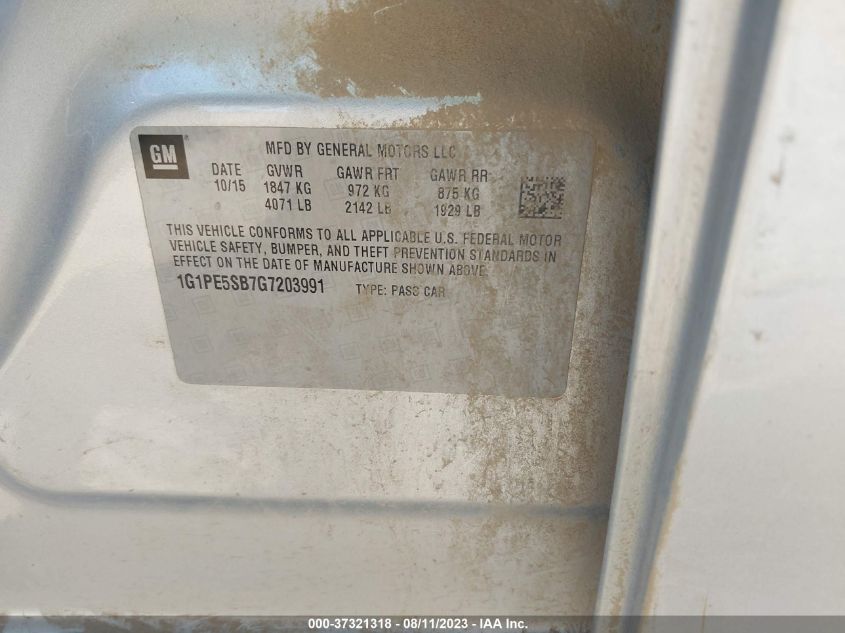 GM
MFD BY GENERAL MOTORS LLC
DATE GVWR GAWR FRT GAWR RR
10/15 1847 KG 972 KG 875 KG
4071 LB 2142 LB 1929 LB
THIS VEHICLE CONFORMS TO ALL APPLICABLE U.S. FEDERAL MOTOR
VEHICLE SAFETY, BUMPER, AND THEFT PREVENTION STANDARDS IN
EFFECT ON THE DATE OF MANUFACTURE SHOWN ABOVE.
1G1PE5SB7G7203991 TYPE: PASS CAR
000-37321318 - 08/11/2023 - IAA Inc.